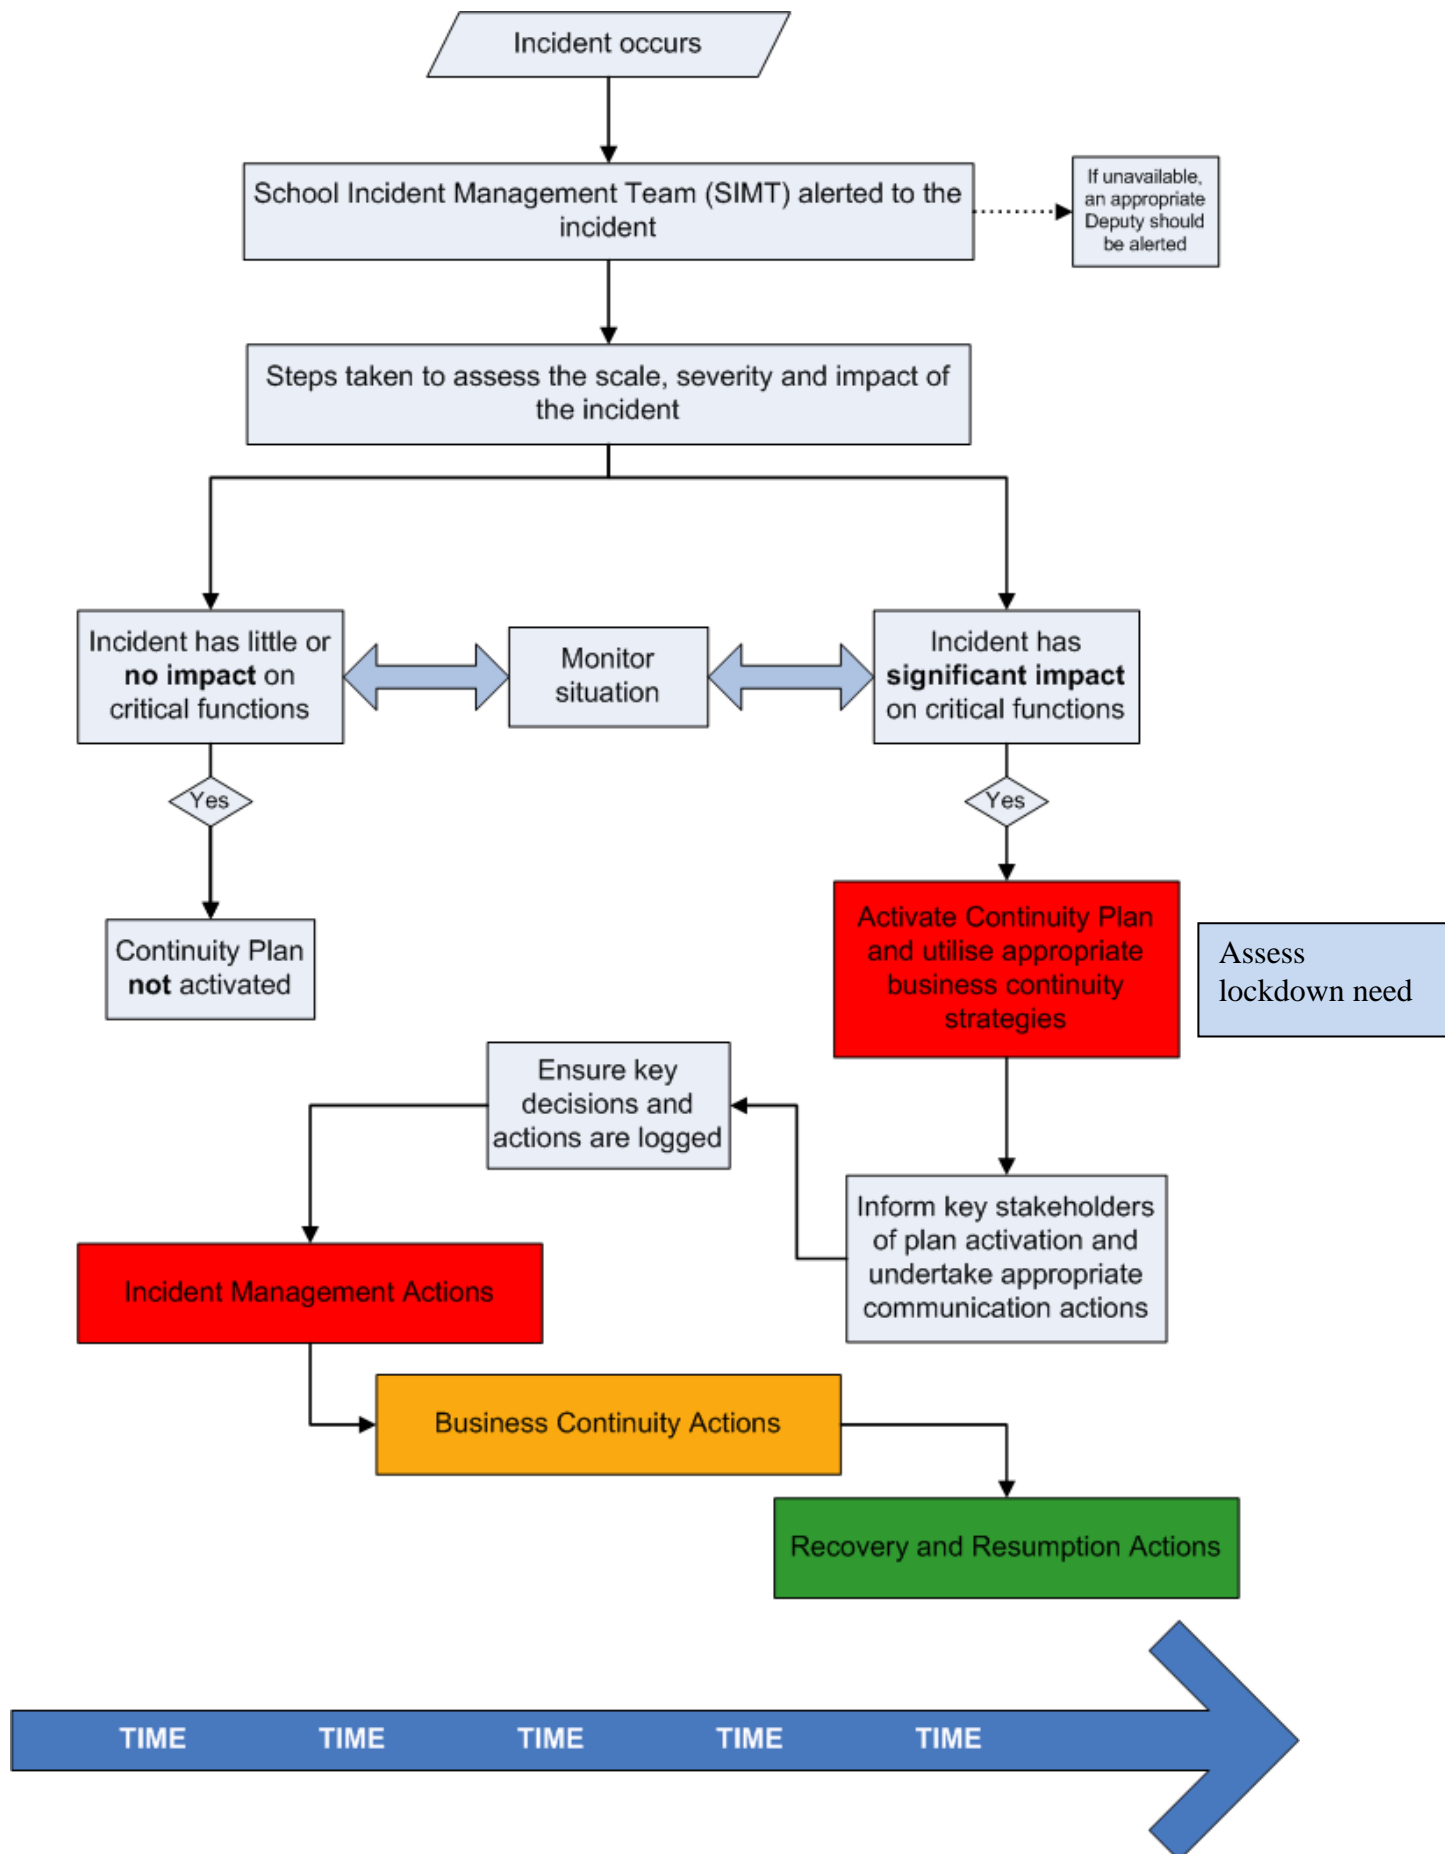 Incident occurs
School Incident Management Team (SIMT) alerted to the
incident
If unavailable,
an appropriate
Deputy should
be alerted
Steps taken to assess the scale, severity and impact of
the incident
Incident has little or
no impact on
critical functions
Monitor
situation
Incident has
significant impact
on critical functions
Yes
Yes
Continuity Plan
not activated
Activate Continuity Plan
and utilise appropriate
business continuity
strategies
Assess
lockdown need
Ensure key
decisions and
actions are logged
Inform key stakeholders
of plan activation and
undertake appropriate
communication actions
Incident Management Actions
Business Continuity Actions
Recovery and Resumption Actions
TIME TIME TIME TIME TIME